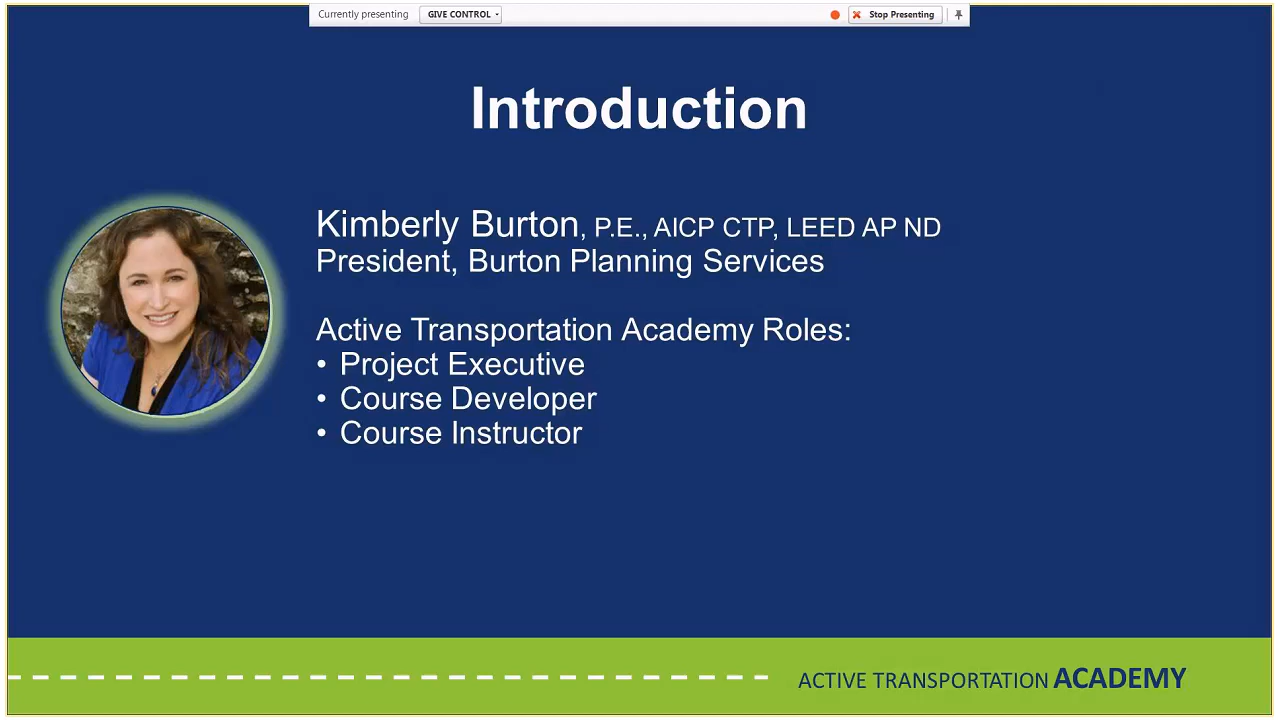 Currently presenting GIVE CONTROL Stop Presenting
Introduction
Kimberly Burton, P.E., AICP CTP, LEED AP ND
President, Burton Planning Services
Active Transportation Academy Roles:
• Project Executive
• Course Developer
• Course Instructor
ACTIVE TRANSPORTATION ACADEMY